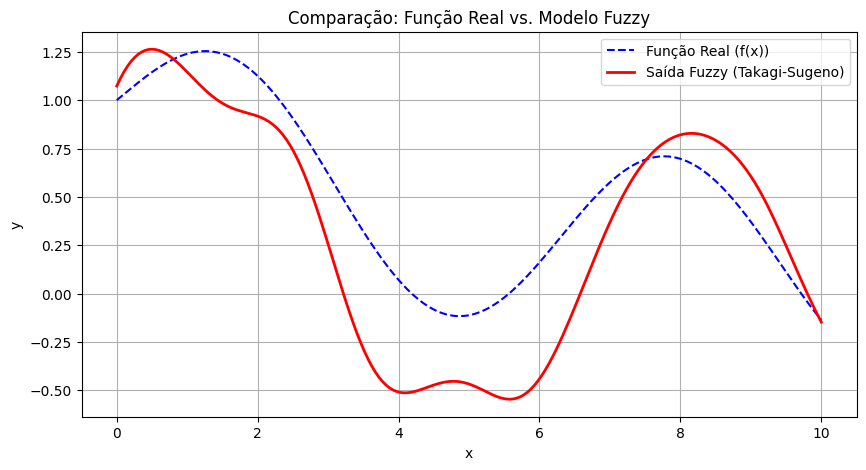 Comparação: Função Real vs. Modelo Fuzzy
Função Real (f(x))
Saída Fuzzy (Takagi-Sugeno)
1.25
1.00
0.75
0.50
0.25
0.00
−0.25
−0.50
y
0 2 4 6 8 10
x